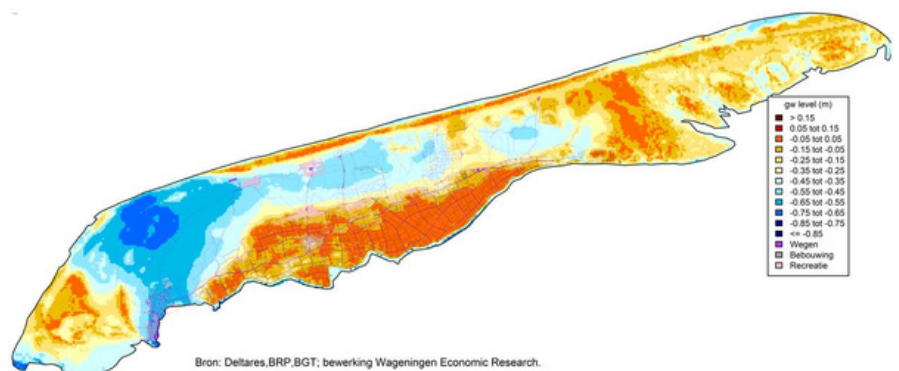 gw level (m)
> 0.15
0.05 tot 0.15
-0.05 tot 0.05
-0.15 tot -0.05
-0.25 tot -0.15
-0.35 tot -0.25
-0.45 tot -0.35
-0.55 tot -0.45
-0.65 tot -0.55
-0.75 tot -0.65
-0.85 tot -0.75
<= -0.85
Wegen
Bebouwing
Recreatie
Bron: Deltares,BRP,BGT; bewerking Wageningen Economic Research.